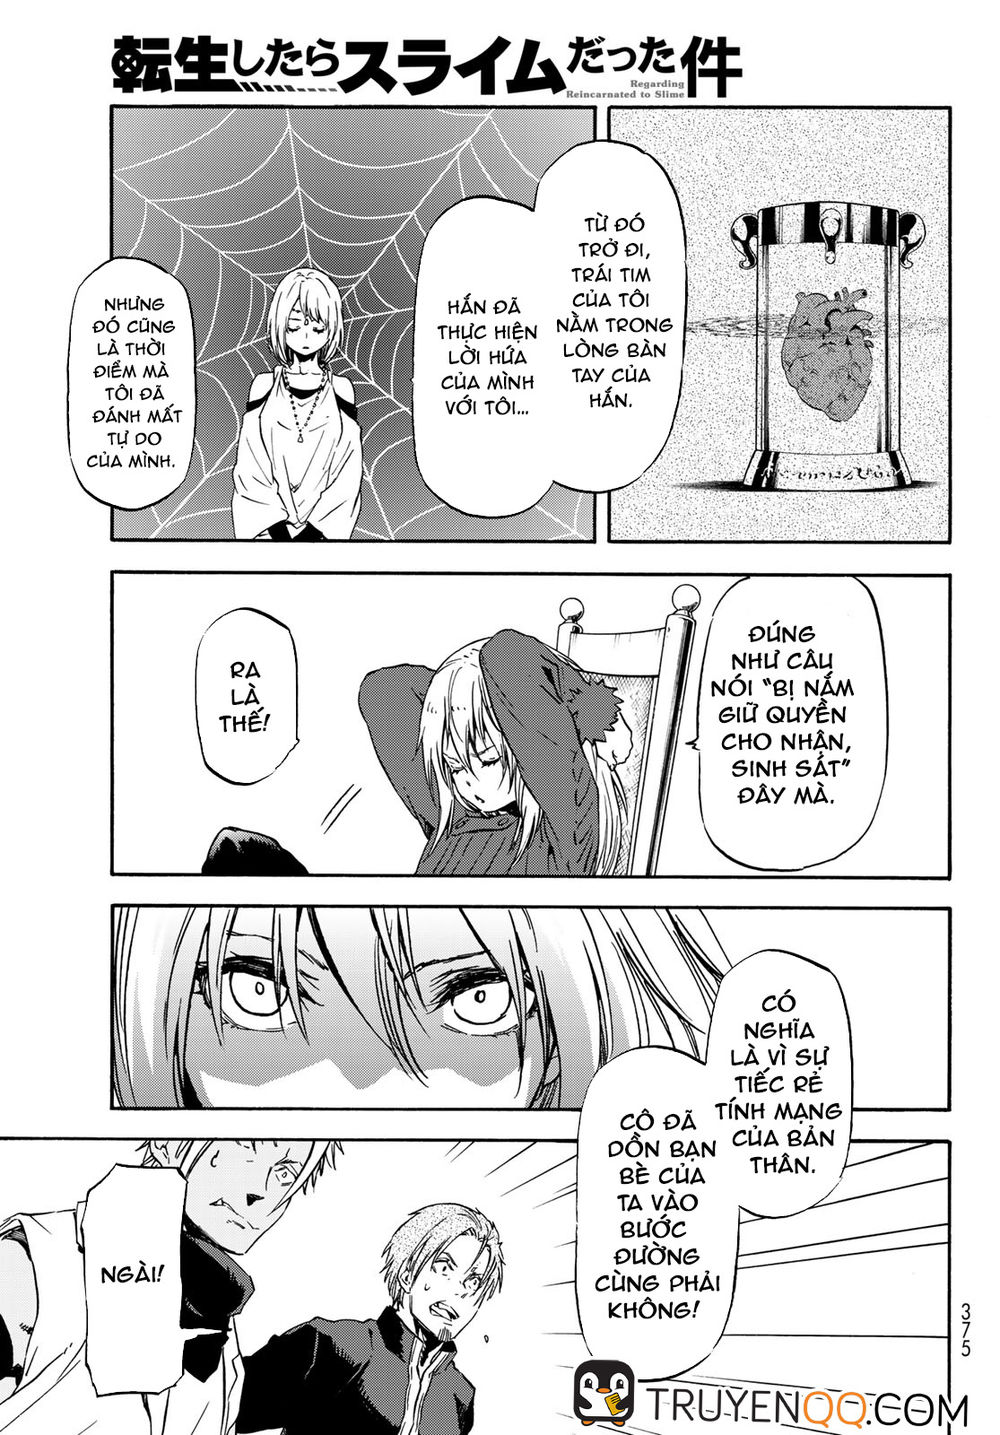 転生したらスライムだった件
Regarding
Reincarnated to Slime
TỪ ĐÓ
TRỞ ĐI,
TRÁI TIM
CỦA TÔI
NẰM TRONG
LÒNG BÀN
TAY CỦA
HẮN.
HẮN ĐÃ
THỰC HIỆN
LỜI HỨA
CỦA MÌNH
VỚI TÔI...
NHƯNG
ĐÓ CŨNG
LÀ THỜI
ĐIỂM MÀ
TÔI ĐÃ
ĐÁNH MẤT
TỰ DO
CỦA MÌNH.
ĐÚNG
NHƯ CÂU
NÓI “BỊ NẮM
GIỮ QUYỀN
CHO NHẬN,
SINH SÁT”
ĐÂY MÀ.
RA
LÀ
THẾ!
CÓ
NGHĨA
LÀ VÌ SỰ
TIẾC RẺ
TÍNH MẠNG
CỦA BẢN
THÂN.
CÔ ĐÃ
DỒN BẠN
BÈ CỦA
TA VÀO
BƯỚC
ĐƯỜNG
CÙNG PHẢI
KHÔNG!
NGÀI!
375
TRUYENQQ.COM